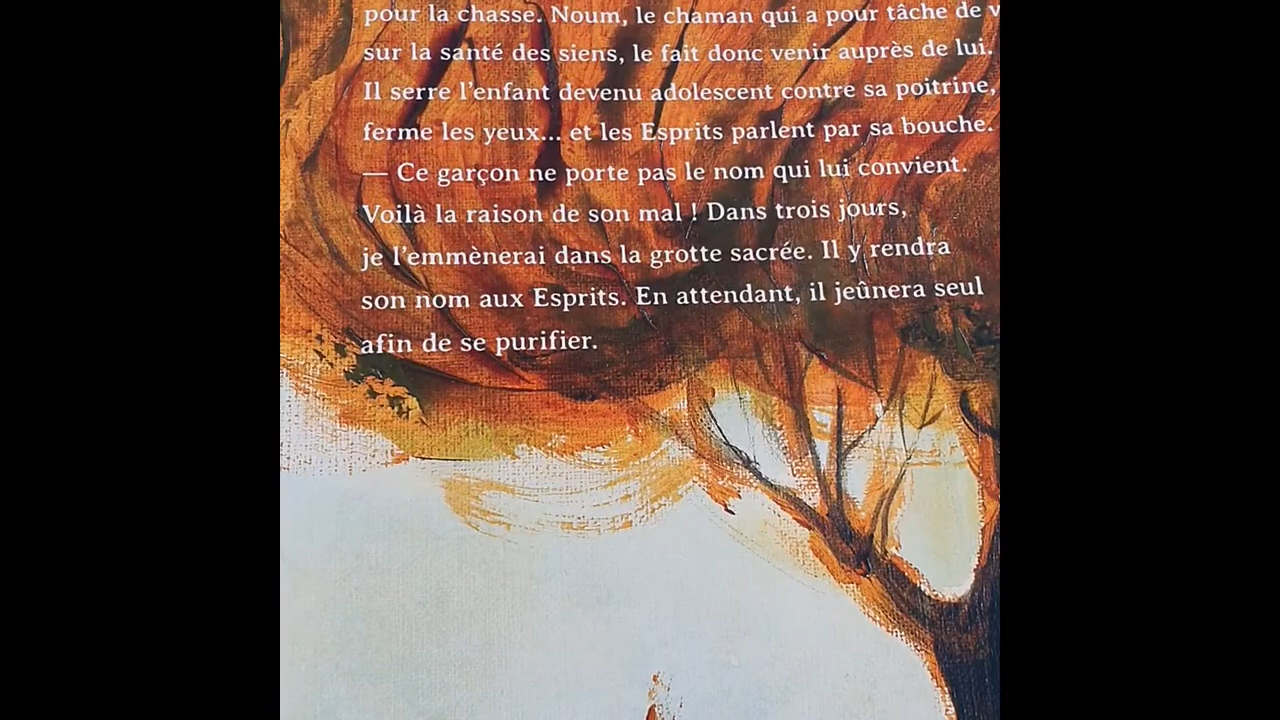 pour la chasse. Noum, le chaman qui a pour tâche de
sur la santé des siens, le fait donc venir auprès de lui.
Il serre l'enfant devenu adolescent contre sa poitrine,
ferme les yeux... et les Esprits parlent par sa bouche.
— Ce garçon ne porte pas le nom qui lui convient.
Voilà la raison de son mal ! Dans trois jours,
je l'emmènerai dans la grotte sacrée. Il y rendra
son nom aux Esprits. En attendant, il jeûnera seul
afin de se purifier.